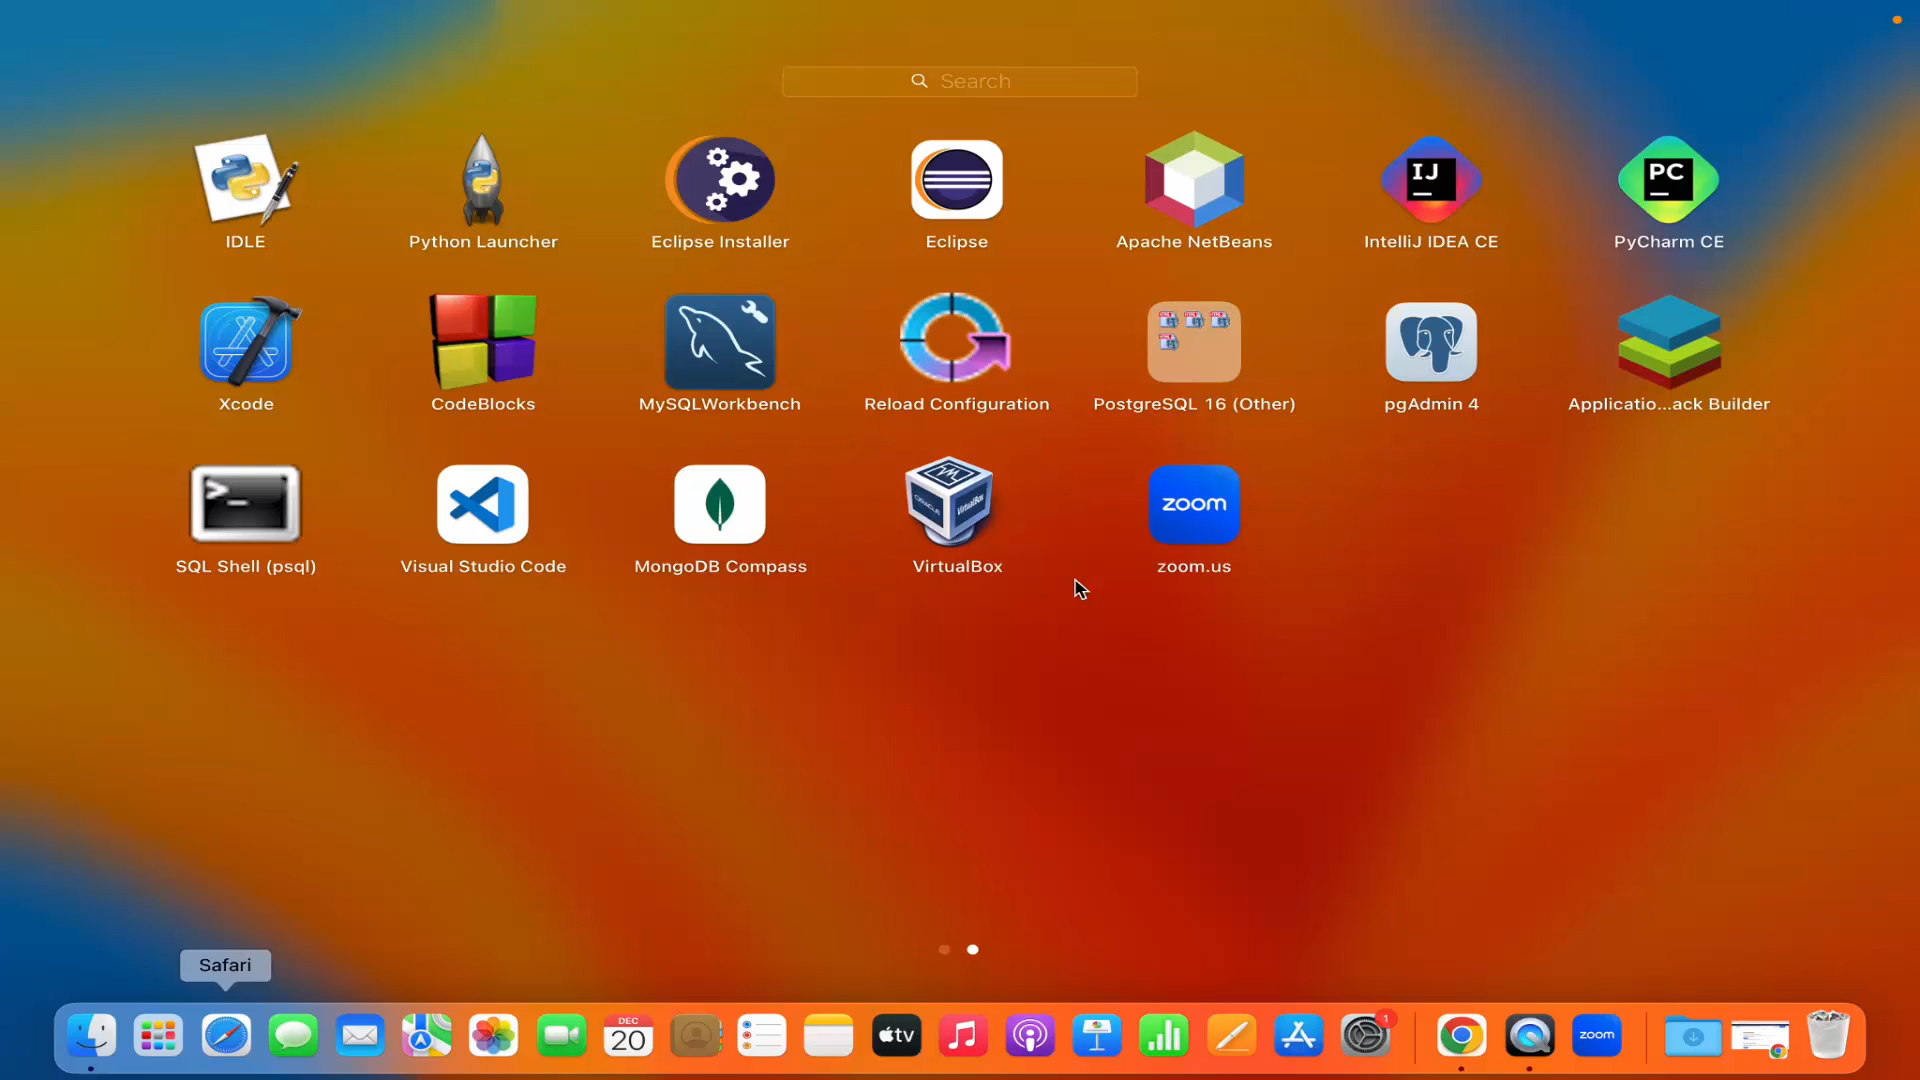 Search
IDLE
Python Launcher
Eclipse Installer
Eclipse
Apache NetBeans
IJ
IntelliJ IDEA CE
PC
PyCharm CE
Xcode
CodeBlocks
MySQLWorkbench
Reload Configuration
PostgreSQL 16 (Other)
pgAdmin 4
Applicatio...ack Builder
>_
SQL Shell (psql)
Visual Studio Code
MongoDB Compass
VirtualBox
zoom
zoom.us
Safari
DEC
20
tv
1
zoom